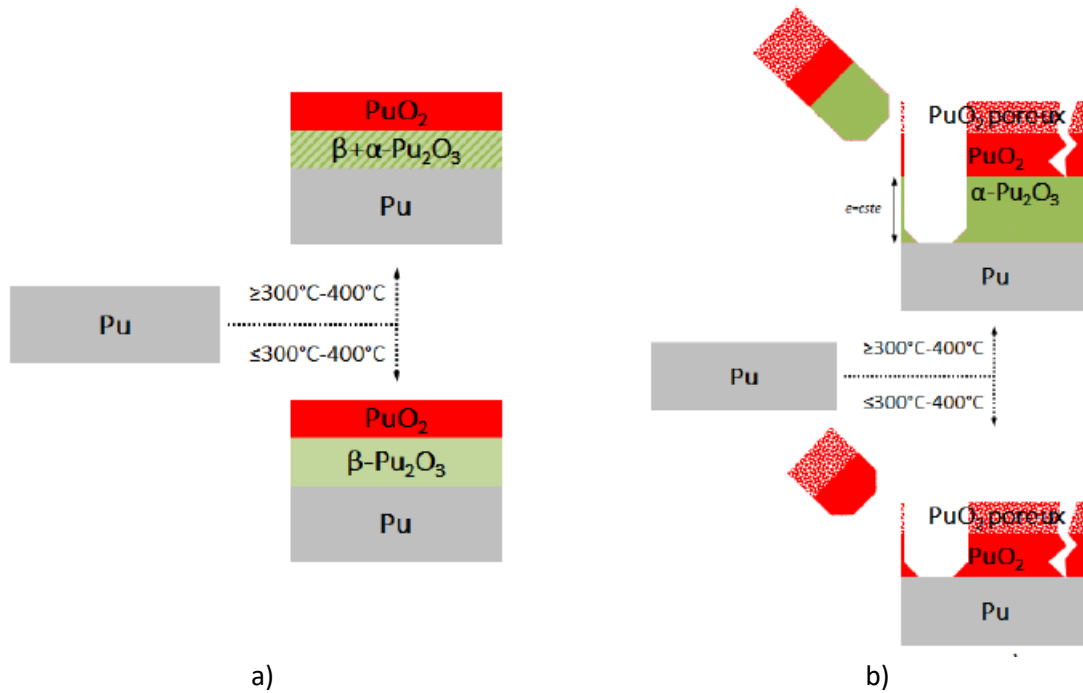 PuO₂
β+α-Pu₂O₃
Pu
Pu
≥300°C-400°C
≤300°C-400°C
PuO₂
β-Pu₂O₃
Pu
a)
PuO₂ poreux
PuO₂
α-Pu₂O₃
e=cste
Pu
Pu
≥300°C-400°C
≤300°C-400°C
PuO₂ poreux
PuO₂
Pu
b)